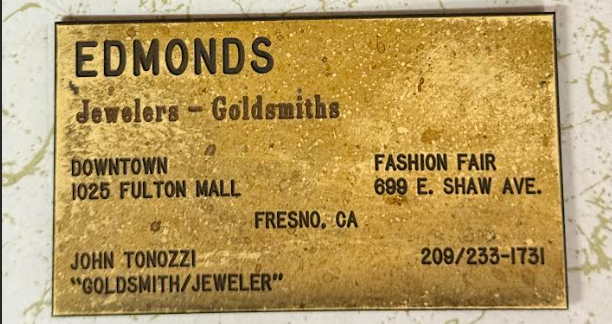 EDMONDS
Jewelers – Goldsmiths
DOWNTOWN
1025 FULTON MALL
FASHION FAIR
699 E. SHAW AVE.
FRESNO, CA
JOHN TONOZZI
"GOLDSMITH/JEWELER"
209/233-1731